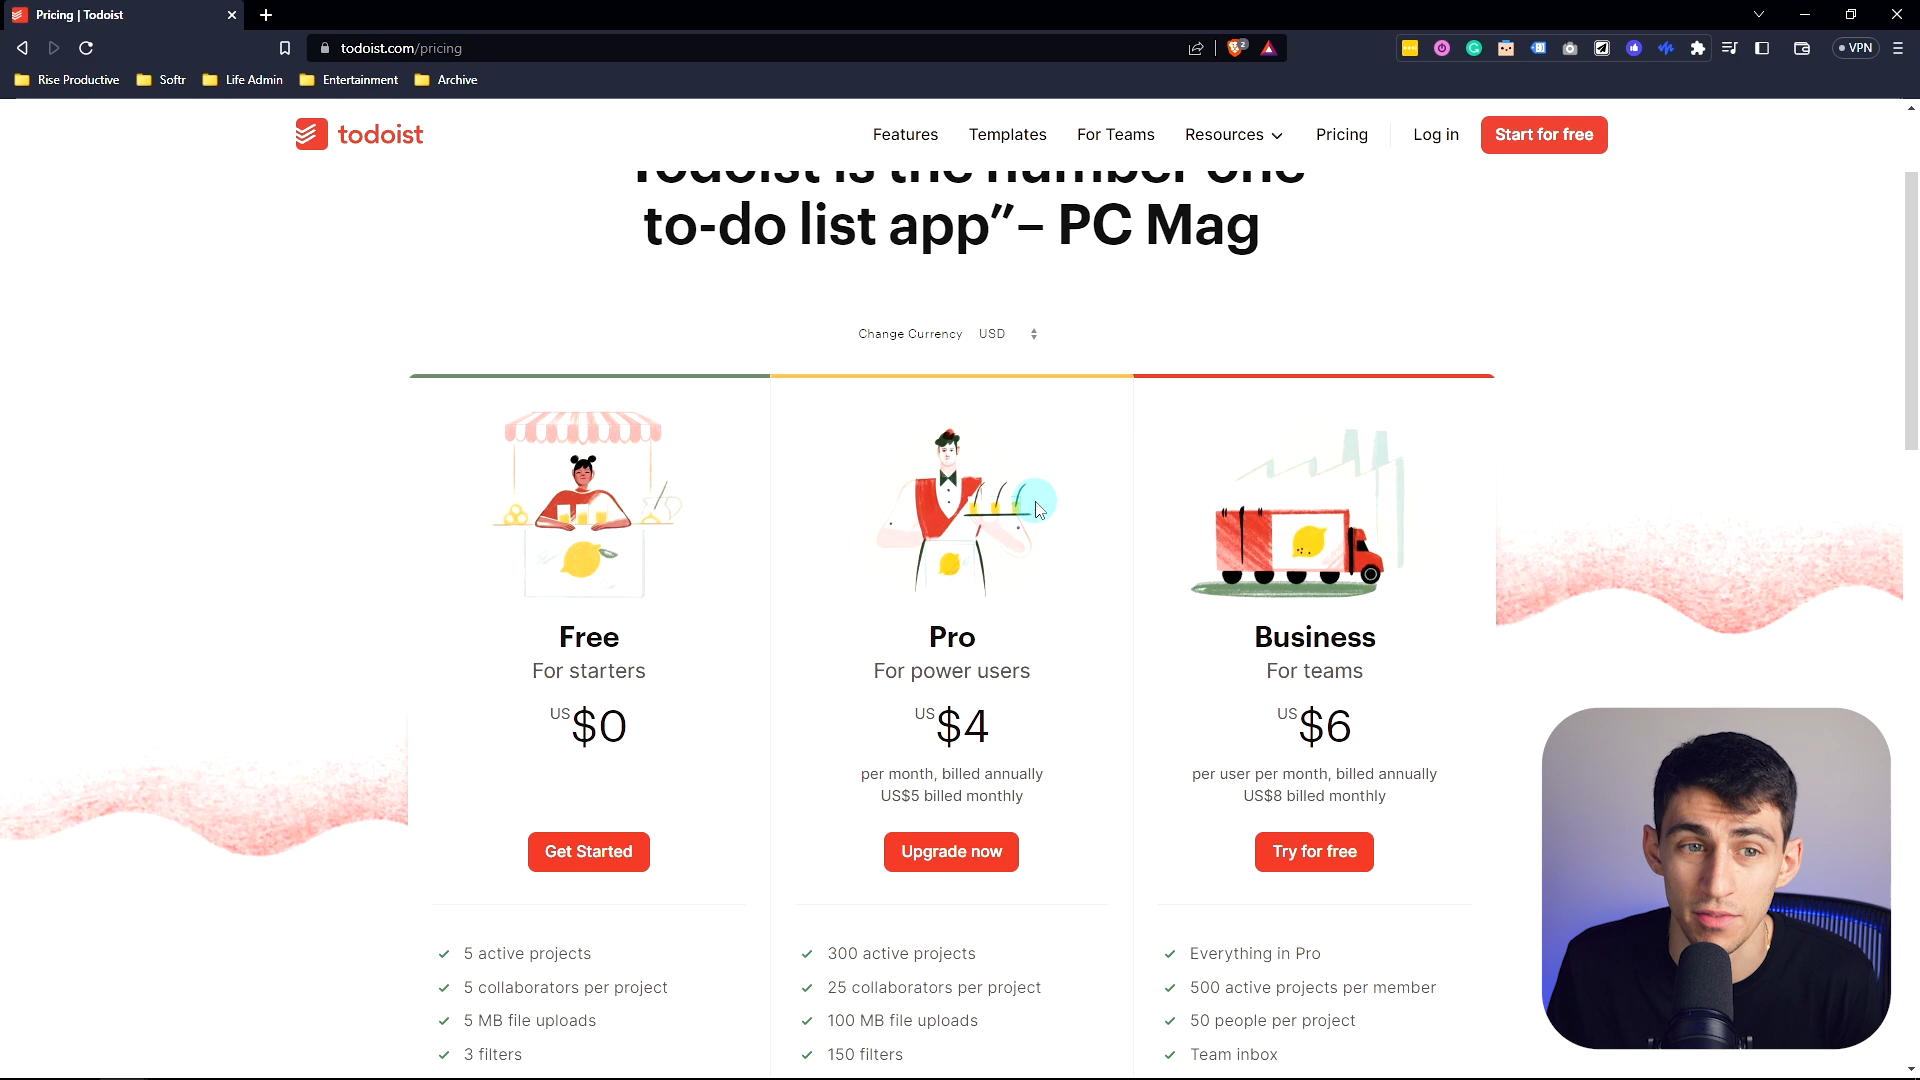 Pricing | Todoist
todoist.com/pricing
2
VPN
Rise Productive
Softr
Life Admin
Entertainment
Archive
todoist
Features
Templates
For Teams
Resources
Pricing
Log in
Start for free
Todoist is the number one
to-do list app”– PC Mag
Change Currency USD
Free
For starters
US$0
Get Started
✓ 5 active projects
✓ 5 collaborators per project
✓ 5 MB file uploads
✓ 3 filters
Pro
For power users
US$4
per month, billed annually
US$5 billed monthly
Upgrade now
✓ 300 active projects
✓ 25 collaborators per project
✓ 100 MB file uploads
✓ 150 filters
Business
For teams
US$6
per user per month, billed annually
US$8 billed monthly
Try for free
✓ Everything in Pro
✓ 500 active projects per member
✓ 50 people per project
✓ Team inbox